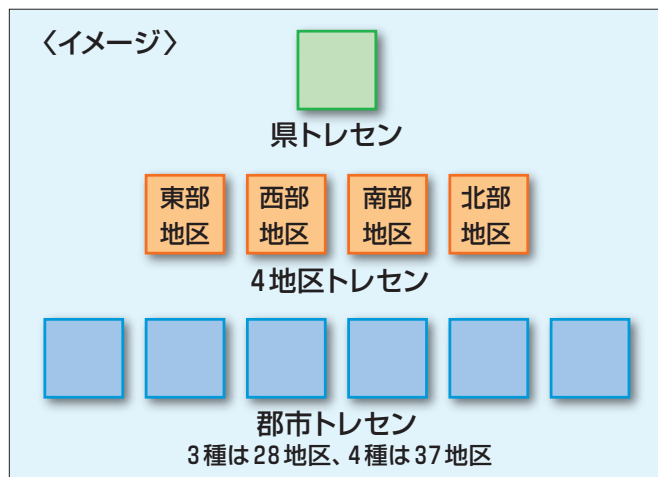 〈イメージ〉
県トレセン
東部
地区
西部
地区
南部
地区
北部
地区
4地区トレセン
郡市トレセン
3種は28地区、4種は37地区